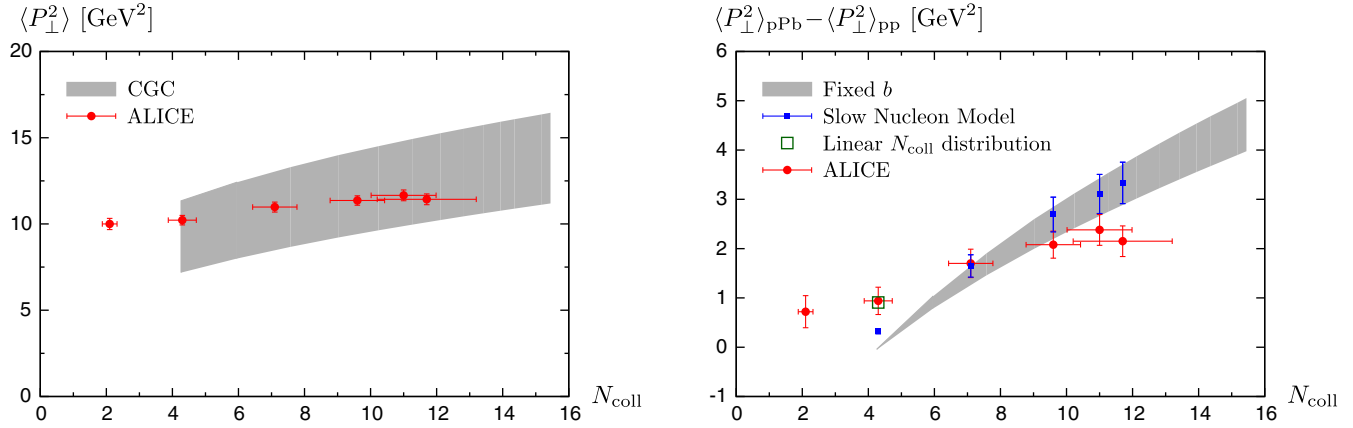 ⟨P²⊥⟩ [GeV²]
20
15
10
5
0
CGC
ALICE
0 2 4 6 8 10 12 14 16
N_coll
⟨P²⊥⟩pPb−⟨P²⊥⟩pp [GeV²]
6
5
4
3
2
1
0
-1
Fixed b
Slow Nucleon Model
Linear N_coll distribution
ALICE
0 2 4 6 8 10 12 14 16
N_coll